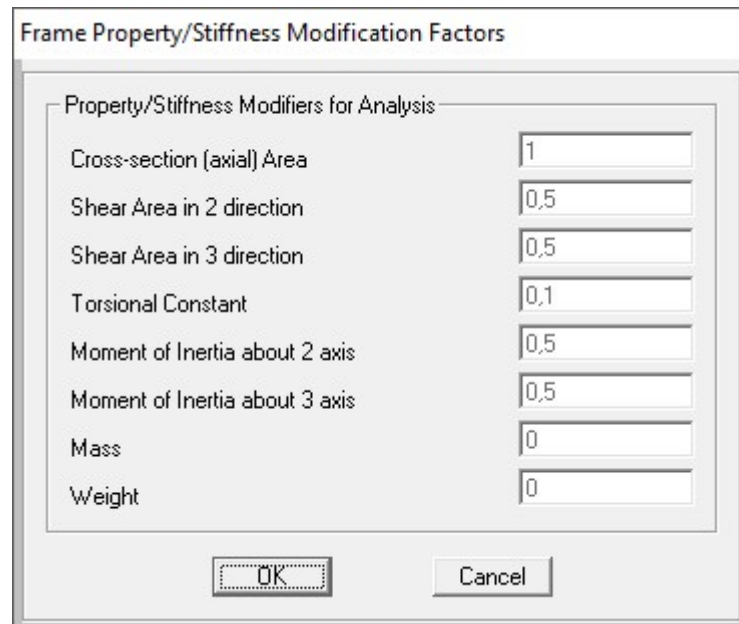 Frame Property/Stiffness Modification Factors
Property/Stiffness Modifiers for Analysis
Cross-section (axial) Area 1
Shear Area in 2 direction 0,5
Shear Area in 3 direction 0,5
Torsional Constant 0,1
Moment of Inertia about 2 axis 0,5
Moment of Inertia about 3 axis 0,5
Mass 0
Weight 0
OK Cancel